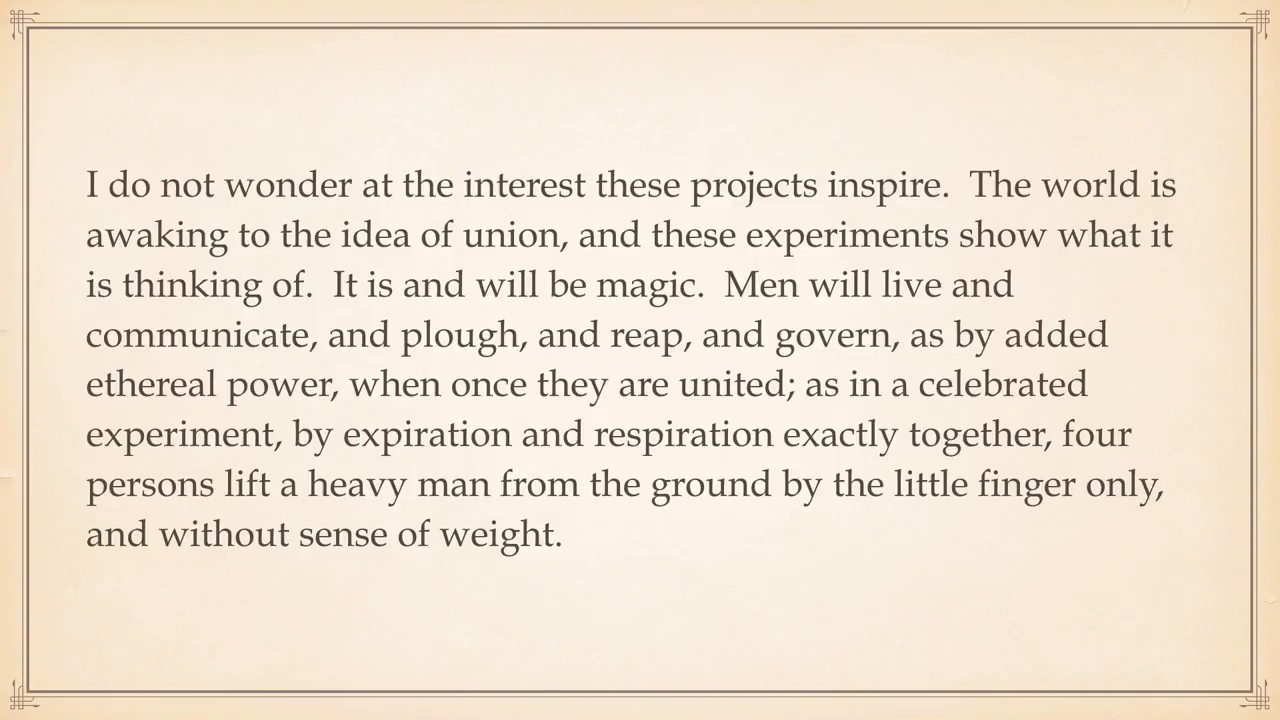 I do not wonder at the interest these projects inspire.  The world is
awaking to the idea of union, and these experiments show what it
is thinking of.  It is and will be magic.  Men will live and
communicate, and plough, and reap, and govern, as by added
ethereal power, when once they are united; as in a celebrated
experiment, by expiration and respiration exactly together, four
persons lift a heavy man from the ground by the little finger only,
and without sense of weight.